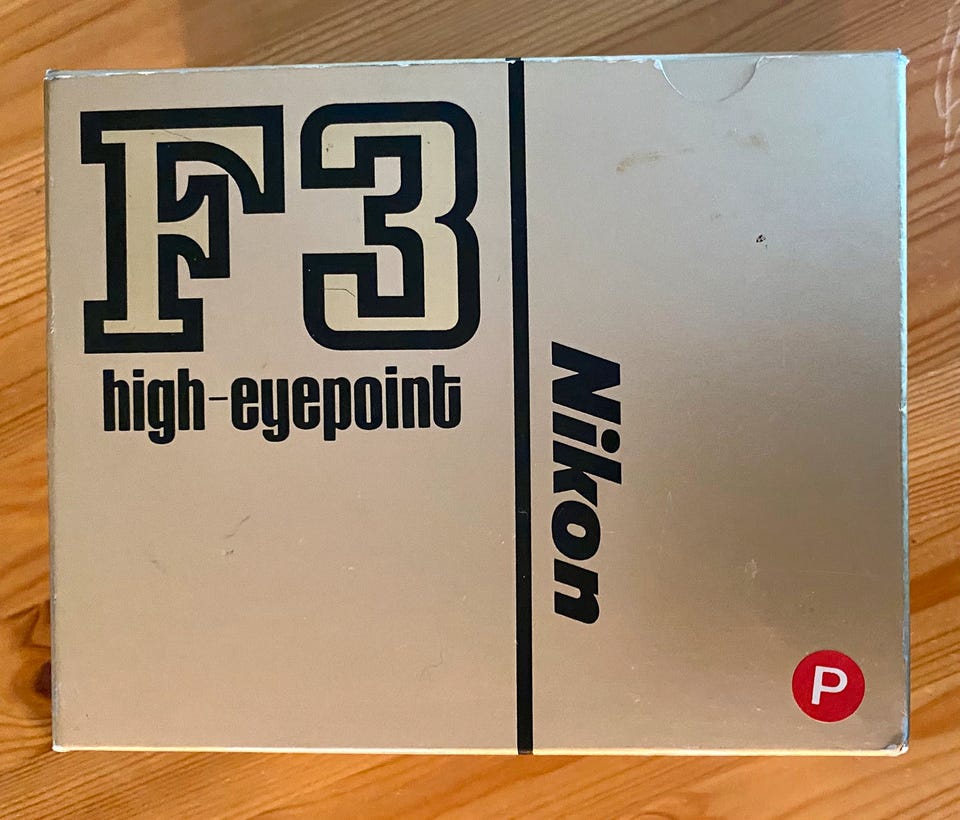 F3
high-eyepoint
Nikon
P